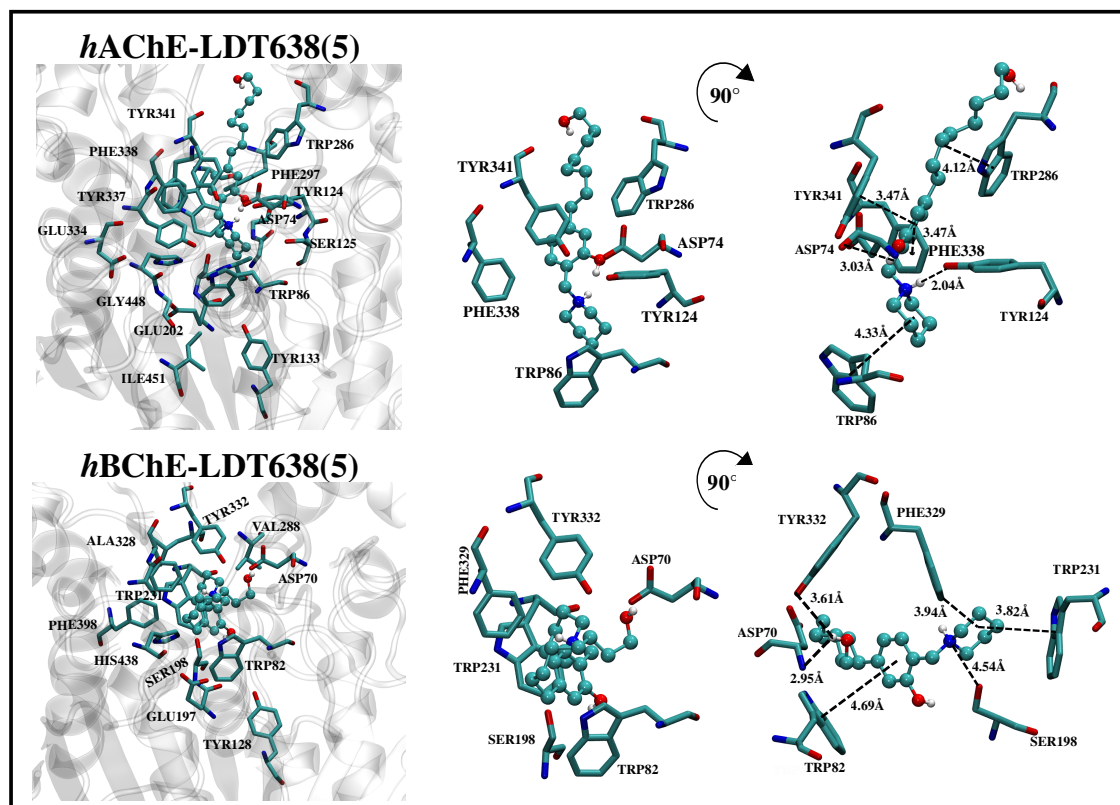 hAChE-LDT638(5)
TYR341
TRP286
PHE338
PHE297
TYR337
TYR124
ASP74
GLU334
SER125
GLY448
TRP86
GLU202
TYR133
ILE451
90°
TYR341
TRP286
ASP74
PHE338
TYR124
TRP86
4.12Å
TRP286
3.47Å
TYR341
3.47Å
ASP74
PHE338
3.03Å
2.04Å
TYR124
4.33Å
TRP86
hBChE-LDT638(5)
TYR332
VAL288
ALA328
ASP70
TRP231
PHE398
HIS438
SER198
TRP82
GLU197
TYR128
90°
TYR332
PHE329
ASP70
TRP231
SER198
TRP82
PHE329
TYR332
TRP231
3.61Å
3.94Å
3.82Å
ASP70
4.54Å
2.95Å
4.69Å
SER198
TRP82